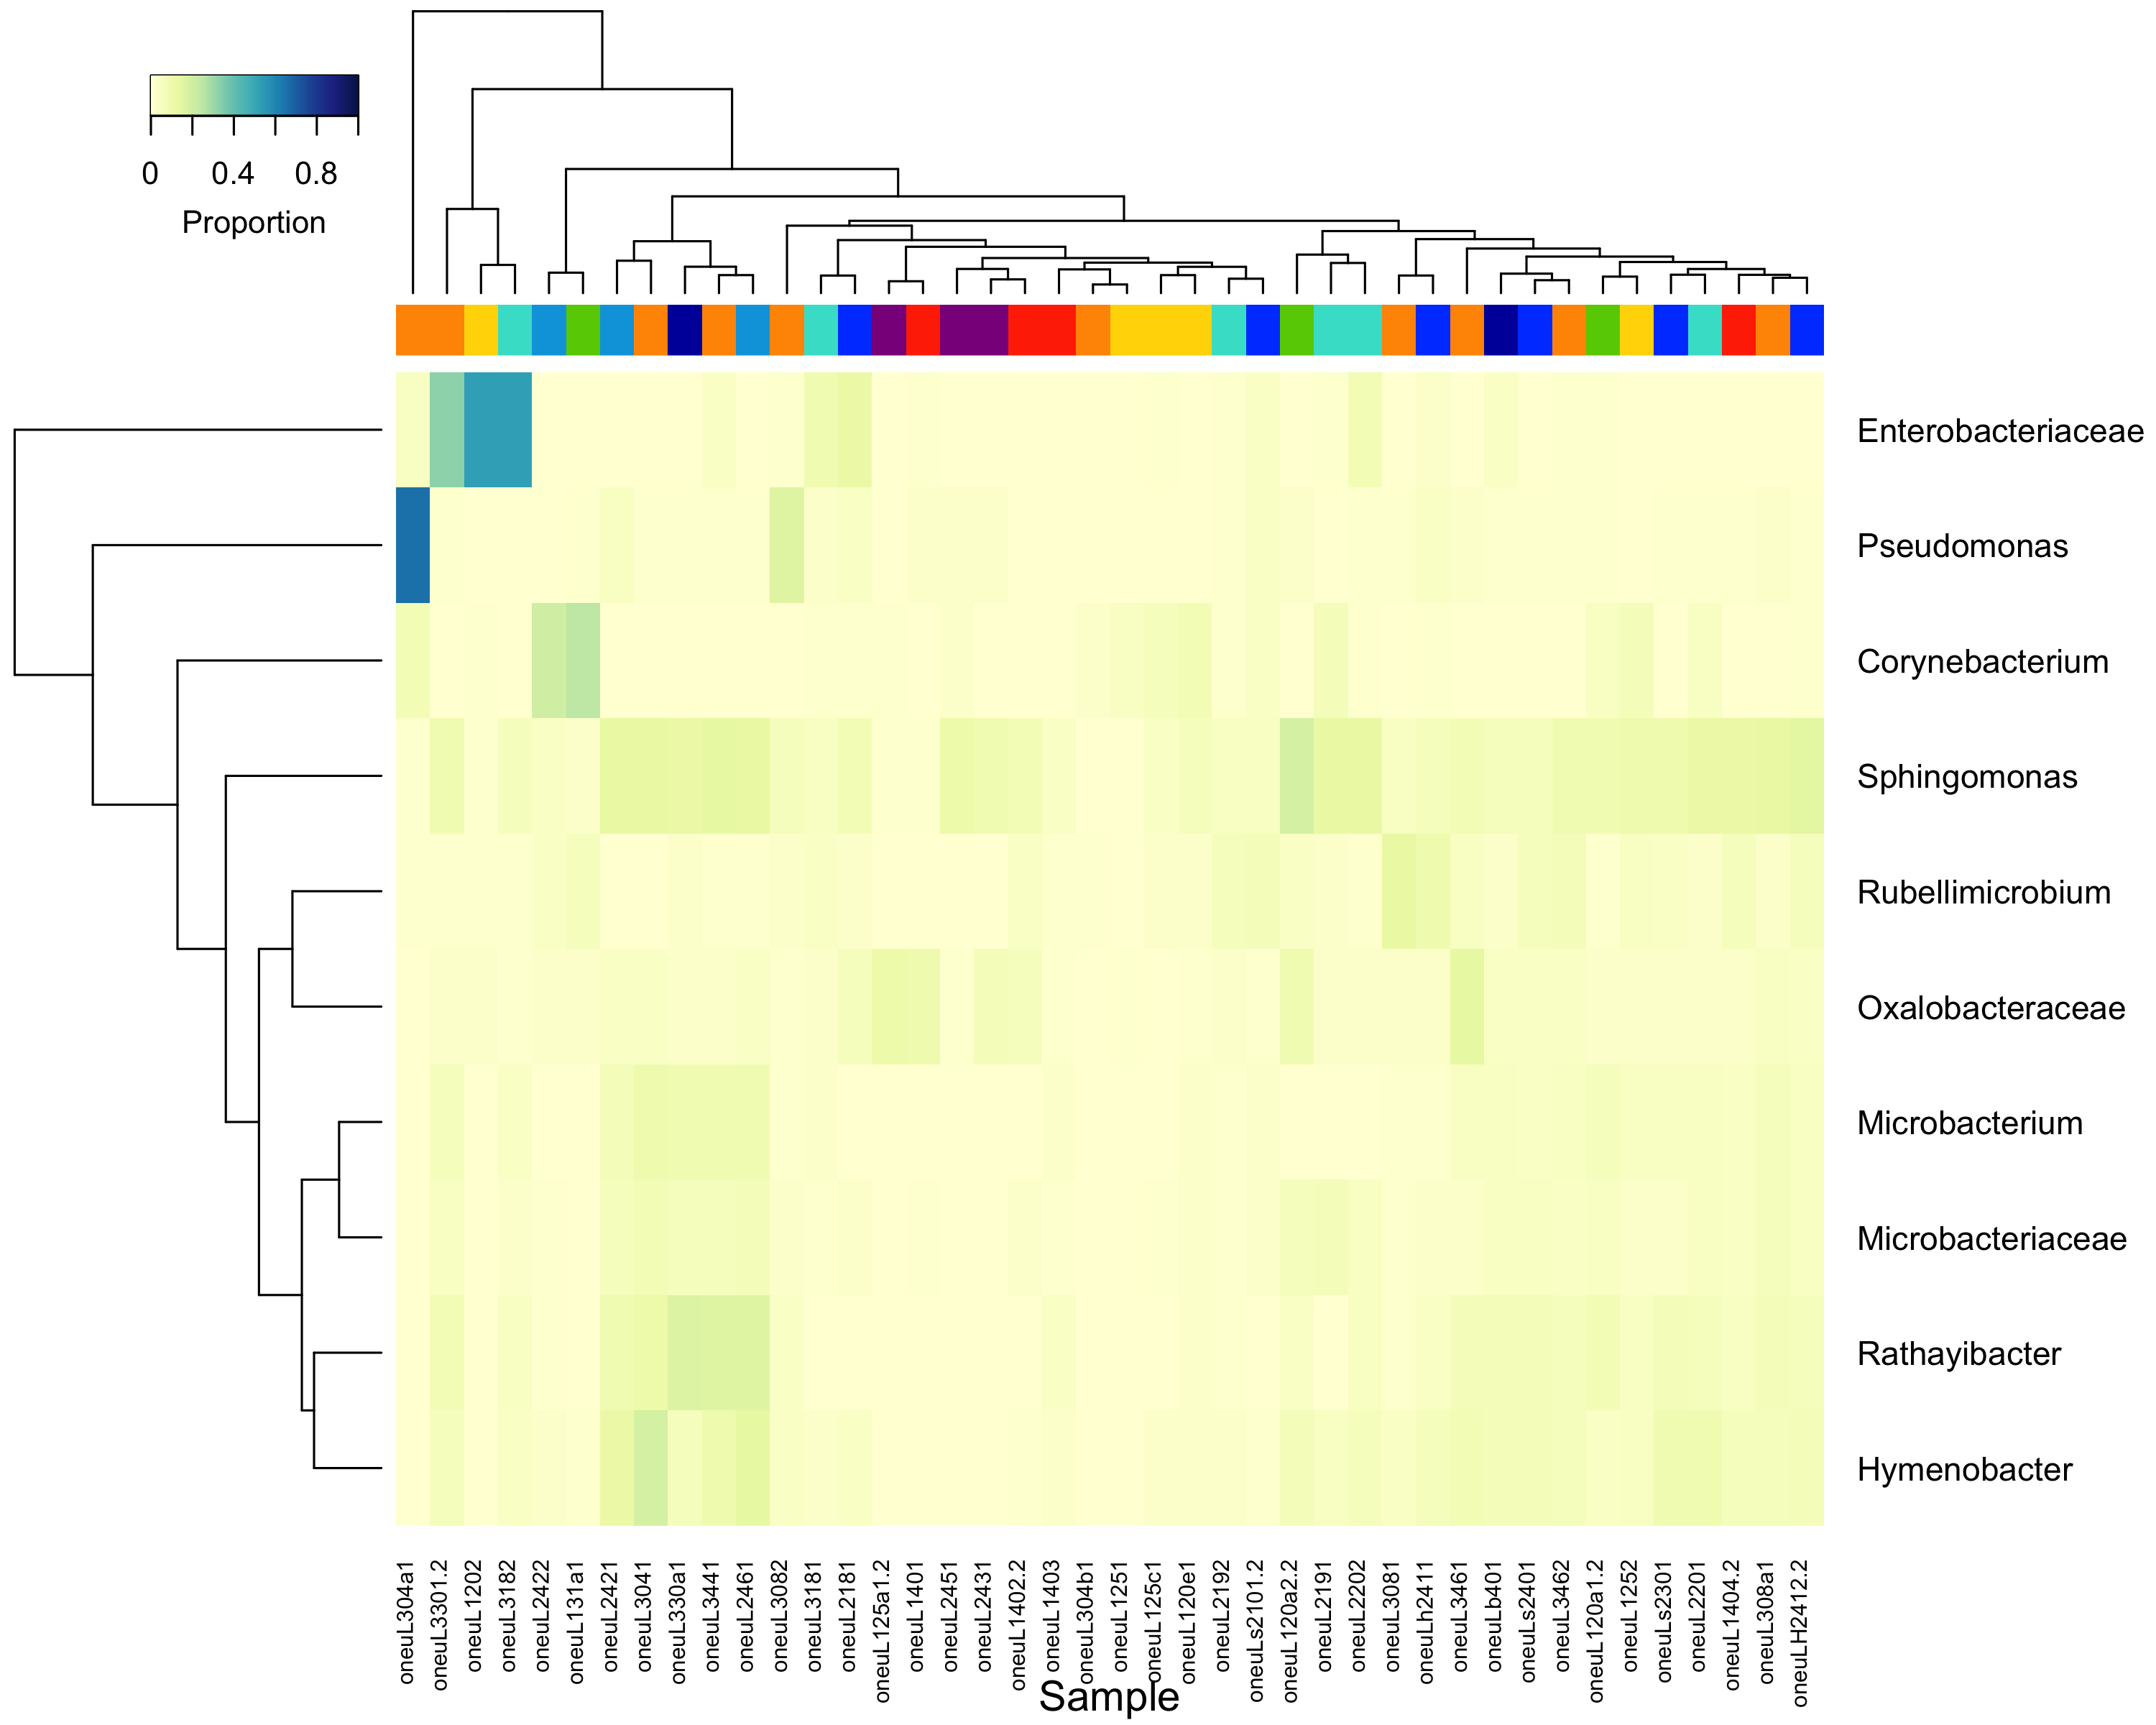 0 0.4 0.8
Proportion
Enterobacteriaceae
Pseudomonas
Corynebacterium
Sphingomonas
Rubellimicrobium
Oxalobacteraceae
Microbacterium
Microbacteriaceae
Rathayibacter
Hymenobacter
oneuL304a1
oneuL3301.2
oneuL1202
oneuL3182
oneuL2422
oneuL131a1
oneuL2421
oneuL3041
oneuL330a1
oneuL3441
oneuL2461
oneuL3082
oneuL3181
oneuL2181
oneuL125a1.2
oneuL1401
oneuL2451
oneuL2431
oneuL1402.2
oneuL1403
oneuL304b1
oneuL1251
oneuL125c1
oneuL120e1
oneuL2192
oneuLs2101.2
oneuL120a2.2
oneuL2191
oneuL2202
oneuL3081
oneuLh2411
oneuL3461
oneuLb401
oneuLs2401
oneuL3462
oneuL120a1.2
oneuL1252
oneuLs2301
oneuL2201
oneuL1404.2
oneuL308a1
oneuLH2412.2
Sample